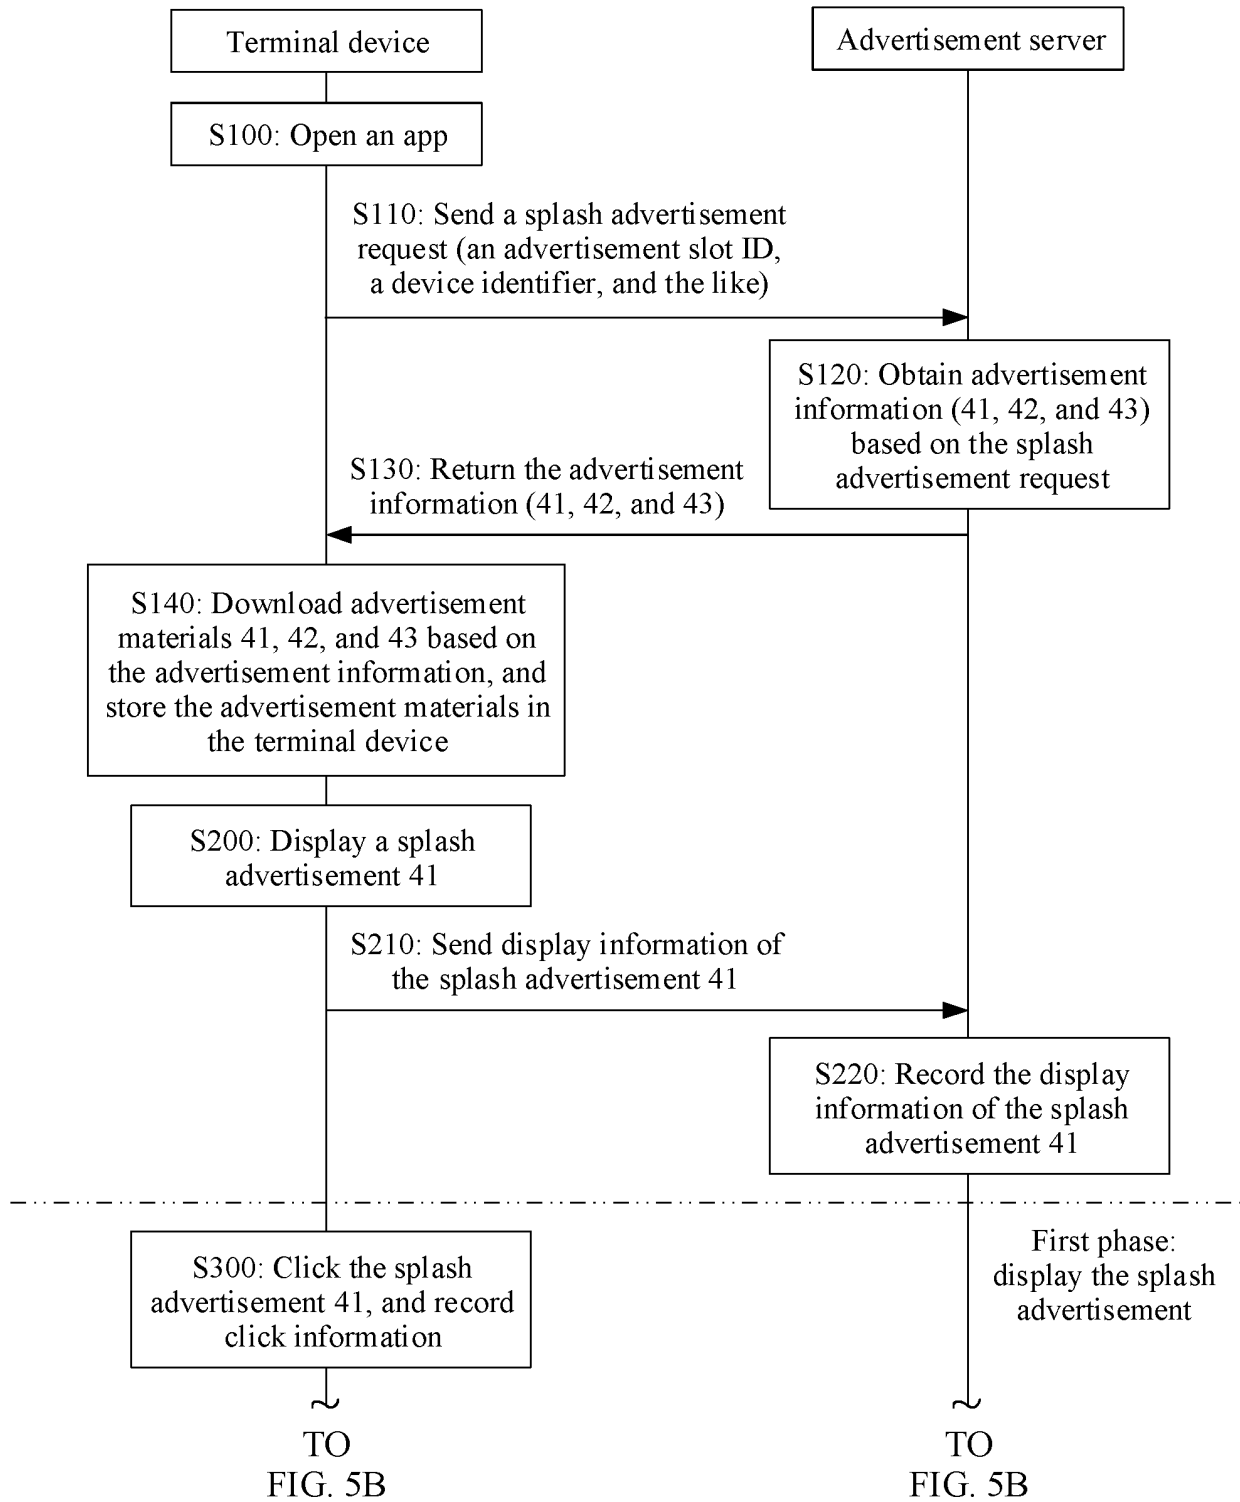 Terminal device
Advertisement server
S100: Open an app
S110: Send a splash advertisement
request (an advertisement slot ID,
a device identifier, and the like)
S120: Obtain advertisement
information (41, 42, and 43)
based on the splash
advertisement request
S130: Return the advertisement
information (41, 42, and 43)
S140: Download advertisement
materials 41, 42, and 43 based on
the advertisement information, and
store the advertisement materials in
the terminal device
S200: Display a splash
advertisement 41
S210: Send display information of
the splash advertisement 41
S220: Record the display
information of the splash
advertisement 41
First phase:
display the splash
advertisement
S300: Click the splash
advertisement 41, and record
click information
TO
FIG. 5B
TO
FIG. 5B